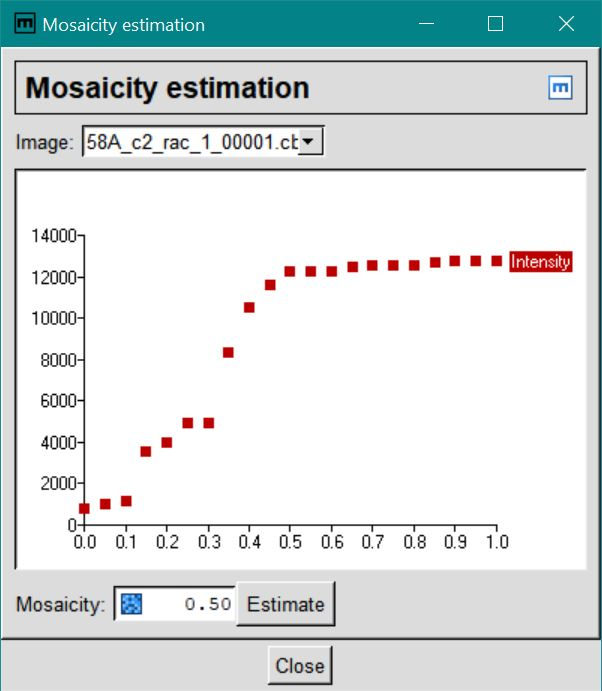 Mosaicity estimation
Mosaicity estimation
Image: 58A_c2_rac_1_00001.cb
14000
12000
10000
8000
6000
4000
2000
0
Intensity
0.0 0.1 0.2 0.3 0.4 0.5 0.6 0.7 0.8 0.9 1.0
Mosaicity: 0.50 Estimate
Close